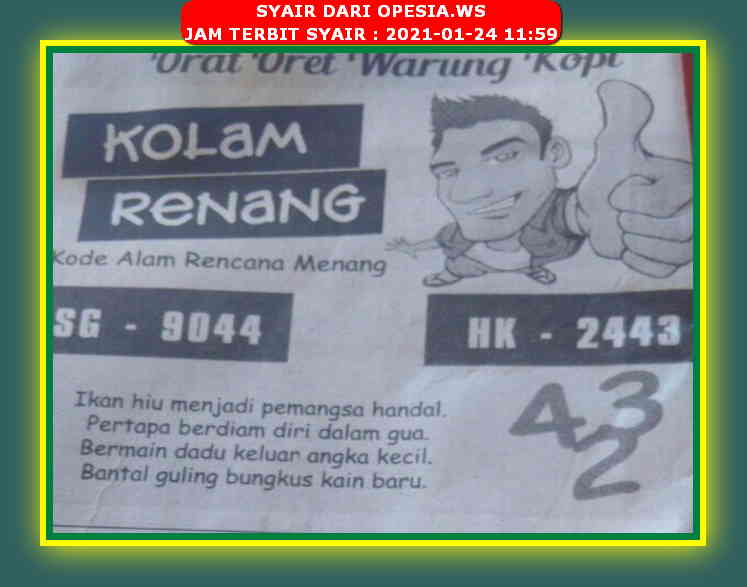 SYAIR DARI OPESIA.WS
JAM TERBIT SYAIR : 2021-01-24 11:59
'Orat 'Oret 'Warung 'Kopi
KOLAM
RENANG
Kode Alam Rencana Menang
SG - 9044
HK - 2443
Ikan hiu menjadi pemangsa handal.
Pertapa berdiam diri dalam gua.
Bermain dadu keluar angka kecil.
Bantal guling bungkus kain baru.
43
2